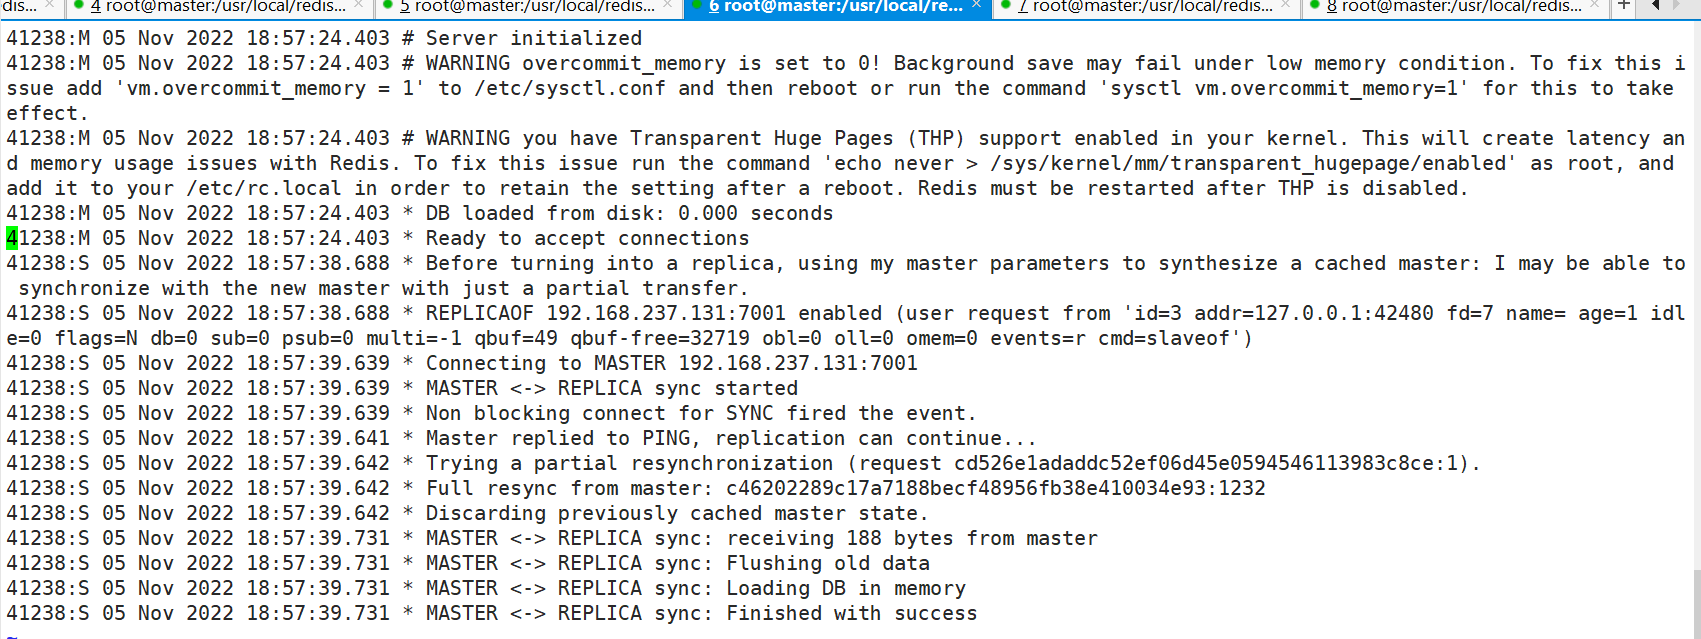 dis...
4 root@master:/usr/local/redis...
5 root@master:/usr/local/redis...
6 root@master:/usr/local/re...
7 root@master:/usr/local/redis...
8 root@master:/usr/local/redis...
41238:M 05 Nov 2022 18:57:24.403 # Server initialized
41238:M 05 Nov 2022 18:57:24.403 # WARNING overcommit_memory is set to 0! Background save may fail under low memory condition. To fix this i
ssue add 'vm.overcommit_memory = 1' to /etc/sysctl.conf and then reboot or run the command 'sysctl vm.overcommit_memory=1' for this to take
effect.
41238:M 05 Nov 2022 18:57:24.403 # WARNING you have Transparent Huge Pages (THP) support enabled in your kernel. This will create latency an
d memory usage issues with Redis. To fix this issue run the command 'echo never > /sys/kernel/mm/transparent_hugepage/enabled' as root, and
add it to your /etc/rc.local in order to retain the setting after a reboot. Redis must be restarted after THP is disabled.
41238:M 05 Nov 2022 18:57:24.403 * DB loaded from disk: 0.000 seconds
41238:M 05 Nov 2022 18:57:24.403 * Ready to accept connections
41238:S 05 Nov 2022 18:57:38.688 * Before turning into a replica, using my master parameters to synthesize a cached master: I may be able to
synchronize with the new master with just a partial transfer.
41238:S 05 Nov 2022 18:57:38.688 * REPLICAOF 192.168.237.131:7001 enabled (user request from 'id=3 addr=127.0.0.1:42480 fd=7 name= age=1 idl
e=0 flags=N db=0 sub=0 psub=0 multi=-1 qbuf=49 qbuf-free=32719 obl=0 oll=0 omem=0 events=r cmd=slaveof')
41238:S 05 Nov 2022 18:57:39.639 * Connecting to MASTER 192.168.237.131:7001
41238:S 05 Nov 2022 18:57:39.639 * MASTER <-> REPLICA sync started
41238:S 05 Nov 2022 18:57:39.639 * Non blocking connect for SYNC fired the event.
41238:S 05 Nov 2022 18:57:39.641 * Master replied to PING, replication can continue...
41238:S 05 Nov 2022 18:57:39.642 * Trying a partial resynchronization (request cd526e1adaddc52ef06d45e0594546113983c8ce:1).
41238:S 05 Nov 2022 18:57:39.642 * Full resync from master: c46202289c17a7188becf48956fb38e410034e93:1232
41238:S 05 Nov 2022 18:57:39.642 * Discarding previously cached master state.
41238:S 05 Nov 2022 18:57:39.731 * MASTER <-> REPLICA sync: receiving 188 bytes from master
41238:S 05 Nov 2022 18:57:39.731 * MASTER <-> REPLICA sync: Flushing old data
41238:S 05 Nov 2022 18:57:39.731 * MASTER <-> REPLICA sync: Loading DB in memory
41238:S 05 Nov 2022 18:57:39.731 * MASTER <-> REPLICA sync: Finished with success
~